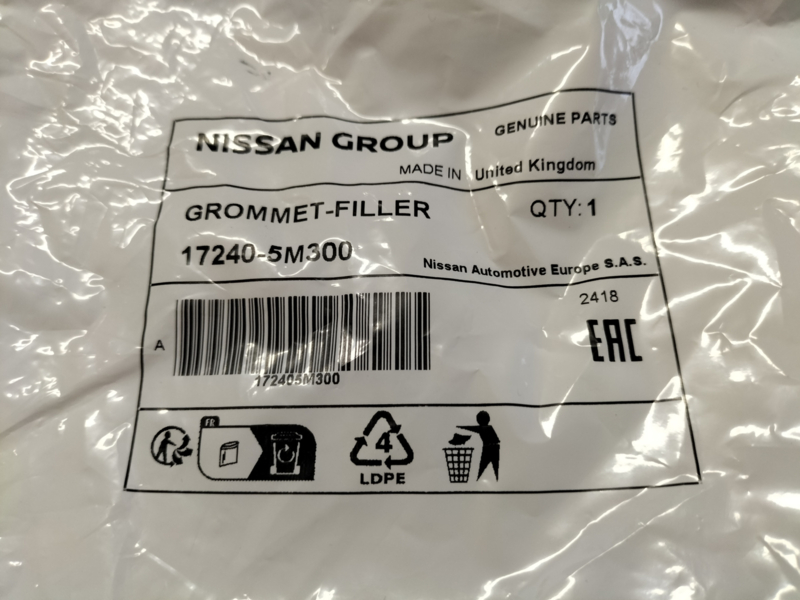 NISSAN GROUP
GENUINE PARTS
MADE IN United Kingdom
GROMMET-FILLER
QTY: 1
17240-5M300
Nissan Automotive Europe S.A.S.
2418
A
EAC
172405M300
FR
4
LDPE